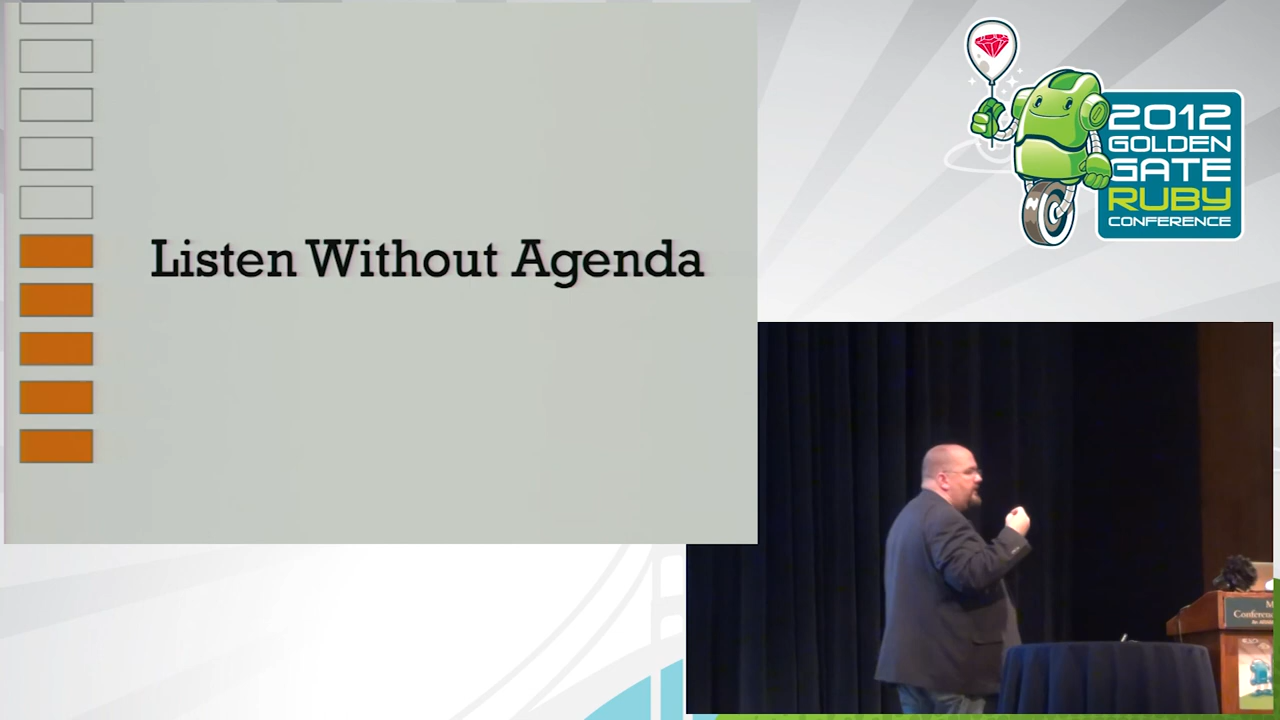 Listen Without Agenda
2012
GOLDEN
GATE
RUBY
CONFERENCE